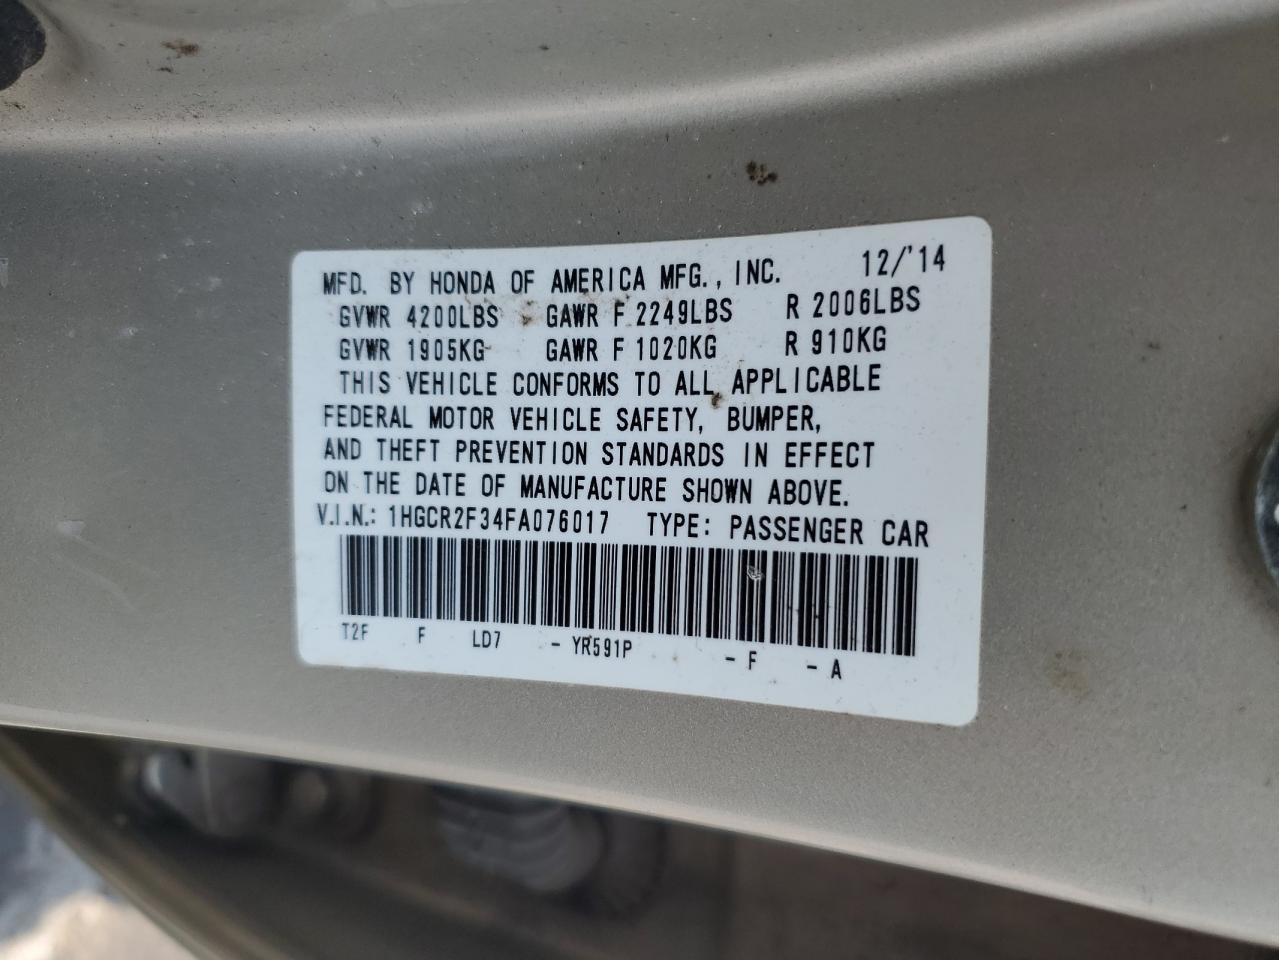 MFD. BY HONDA OF AMERICA MFG., INC. 12/'14
GVWR 4200LBS GAWR F 2249LBS R 2006LBS
GVWR 1905KG GAWR F 1020KG R 910KG
THIS VEHICLE CONFORMS TO ALL APPLICABLE
FEDERAL MOTOR VEHICLE SAFETY, BUMPER,
AND THEFT PREVENTION STANDARDS IN EFFECT
ON THE DATE OF MANUFACTURE SHOWN ABOVE.
V.I.N.: 1HGCR2F34FA076017 TYPE: PASSENGER CAR
T2F F LD7 - YR591P - F - A